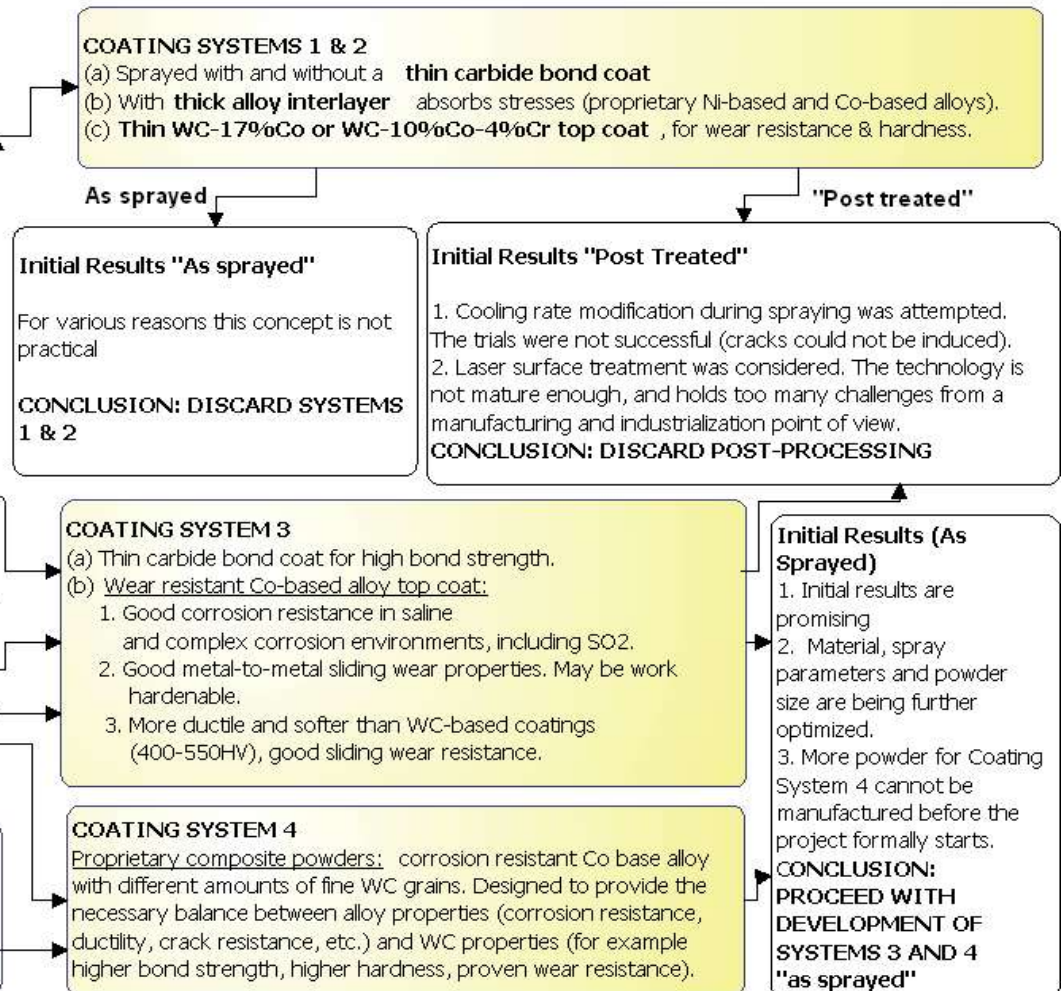 COATING SYSTEMS 1 & 2
(a) Sprayed with and without a thin carbide bond coat
(b) With thick alloy interlayer absorbs stresses (proprietary Ni-based and Co-based alloys).
(c) Thin WC-17%Co or WC-10%Co-4%Cr top coat , for wear resistance & hardness.
As sprayed
"Post treated"
Initial Results "As sprayed"
For various reasons this concept is not
practical
CONCLUSION: DISCARD SYSTEMS
1 & 2
Initial Results "Post Treated"
1. Cooling rate modification during spraying was attempted.
The trials were not successful (cracks could not be induced).
2. Laser surface treatment was considered. The technology is
not mature enough, and holds too many challenges from a
manufacturing and industrialization point of view.
CONCLUSION: DISCARD POST-PROCESSING
COATING SYSTEM 3
(a) Thin carbide bond coat for high bond strength.
(b) Wear resistant Co-based alloy top coat:
1. Good corrosion resistance in saline
and complex corrosion environments, including SO2.
2. Good metal-to-metal sliding wear properties. May be work
hardenable.
3. More ductile and softer than WC-based coatings
(400-550HV), good sliding wear resistance.
COATING SYSTEM 4
Proprietary composite powders: corrosion resistant Co base alloy
with different amounts of fine WC grains. Designed to provide the
necessary balance between alloy properties (corrosion resistance,
ductility, crack resistance, etc.) and WC properties (for example
higher bond strength, higher hardness, proven wear resistance).
Initial Results (As
Sprayed)
1. Initial results are
promising
2. Material, spray
parameters and powder
size are being further
optimized.
3. More powder for Coating
System 4 cannot be
manufactured before the
project formally starts.
CONCLUSION:
PROCEED WITH
DEVELOPMENT OF
SYSTEMS 3 AND 4
"as sprayed"